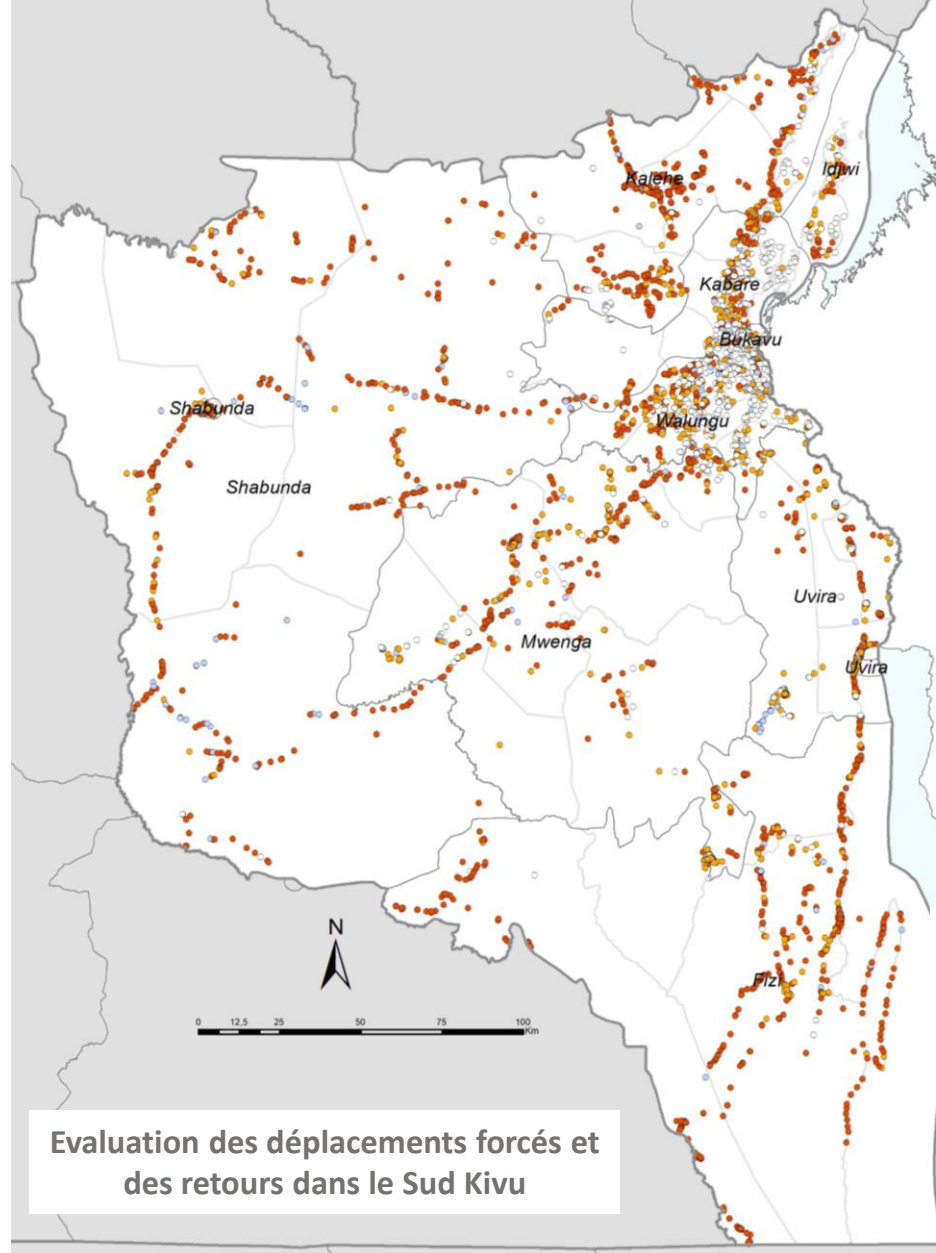 Kalehe
Idjwi
Kabare
Bukavu
Shabunda
Walungu
Shabunda
Uvira
Mwenga
Uvira
N
Fizi
0 12,5 25 50 75 100
Km
Evaluation des déplacements forcés et
des retours dans le Sud Kivu